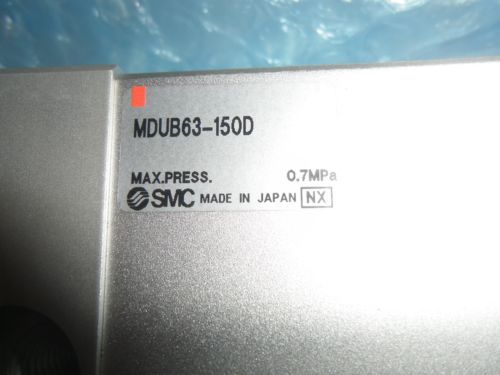 MDUB63-150D
MAX.PRESS. 0.7MPa
SMC MADE IN JAPAN NX